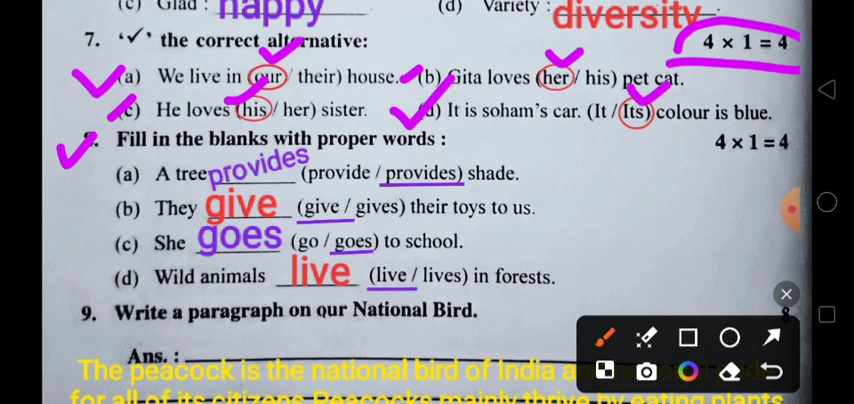 (c) Glad : happy (d) Variety : diversity.
7. '✓' the correct alternative: 4 × 1 = 4
(a) We live in (our / their) house. (b) Gita loves (her / his) pet cat.
(c) He loves (his / her) sister. (d) It is soham's car. (It / Its) colour is blue.
8. Fill in the blanks with proper words : 4 × 1 = 4
(a) A tree provides (provide / provides) shade.
(b) They give (give / gives) their toys to us.
(c) She goes (go / goes) to school.
(d) Wild animals live (live / lives) in forests.
9. Write a paragraph on our National Bird. 8
Ans. :
The peacock is the national bird of India a
for all of its citizens Peacocks mainly thrive by eating plants